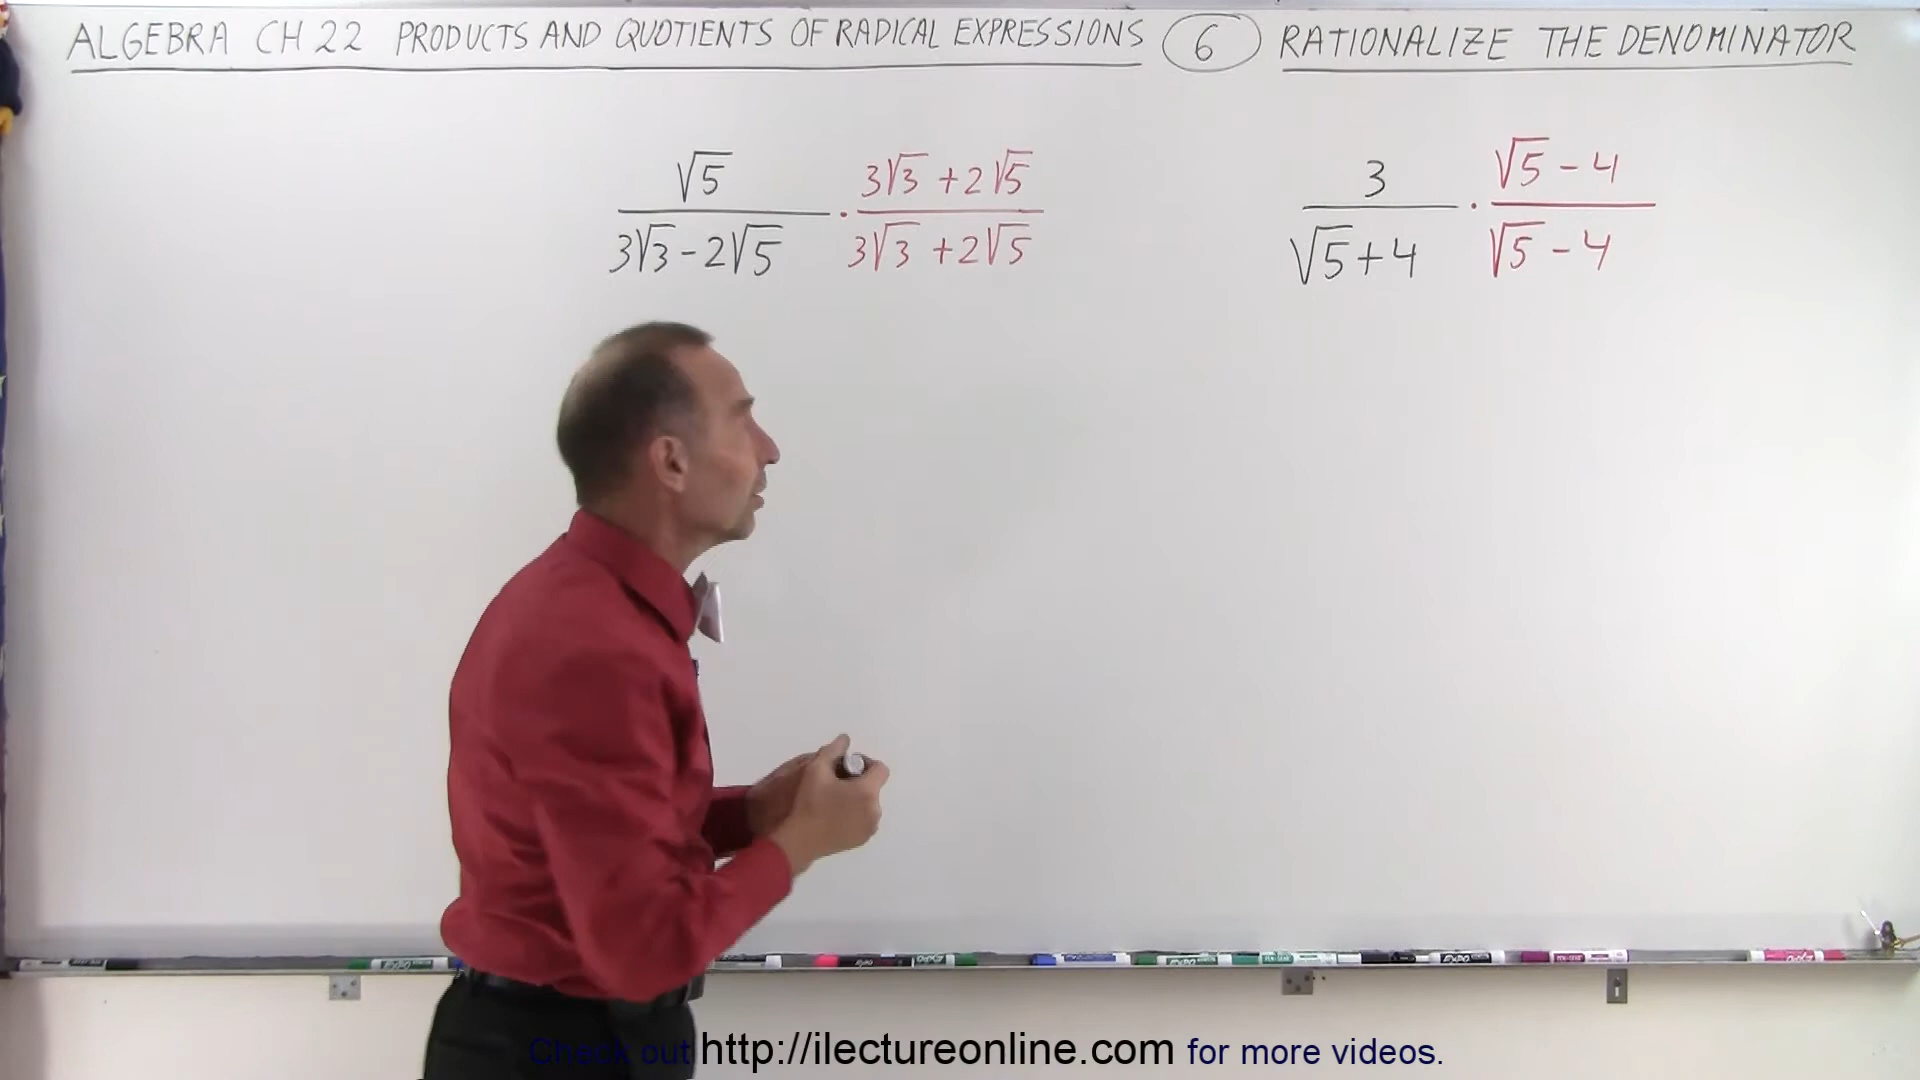 ALGEBRA CH 22 PRODUCTS AND QUOTIENTS OF RADICAL EXPRESSIONS 6 RATIONALIZE THE DENOMINATOR
√5 3√3 + 2√5 3 √5 - 4
· ·
3√3 - 2√5 3√3 + 2√5 √5 + 4 √5 - 4
EXPO
Check out http://ilectureonline.com for more videos.